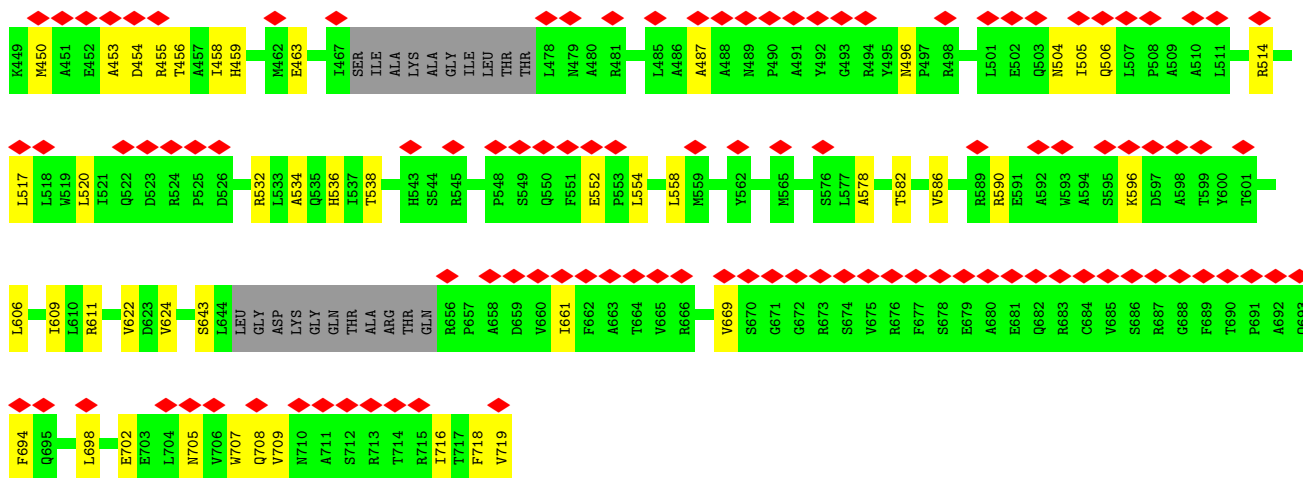 K449 M450 A451 E452 A453 D454 R455 T456 A457 I458 H459 M462 E463 I467 SER ILE ALA LYS ALA GLY ILE LEU THR THR L478 N479 A480 R481 L485 A486 A487 A488 N489 P490 A491 Y492 G493 R494 Y495 N496 P497 R498 L501 E502 Q503 N504 I505 Q506 L507 P508 A509 A510 L511 R514
L517 L518 W519 L520 I521 Q522 D523 R524 P525 D526 R532 L533 A534 Q535 H536 I537 T538 H543 S544 R545 P548 S549 Q550 F551 E552 P553 L554 L558 M559 Y562 M565 S576 L577 A578 T582 V586 R589 R590 E591 A592 W593 A594 S595 K596 D597 A598 T599 Y600 T601
L606 I609 L610 R611 V622 D623 V624 S643 L644 LEU GLY ASP LYS GLY GLN THR ALA ARG THR GLN R656 P657 A658 D659 V660 I661 F662 A663 T664 V665 R666 V669 S670 G671 G672 R673 S674 V675 R676 F677 S678 E679 A680 E681 Q682 R683 C684 V685 S686 R687 G688 F689 T690 P691 A692
F694 Q695 L698 E702 E703 L704 N705 V706 W707 Q708 V709 N710 A711 S712 R713 T714 R715 I716 T717 F718 V719